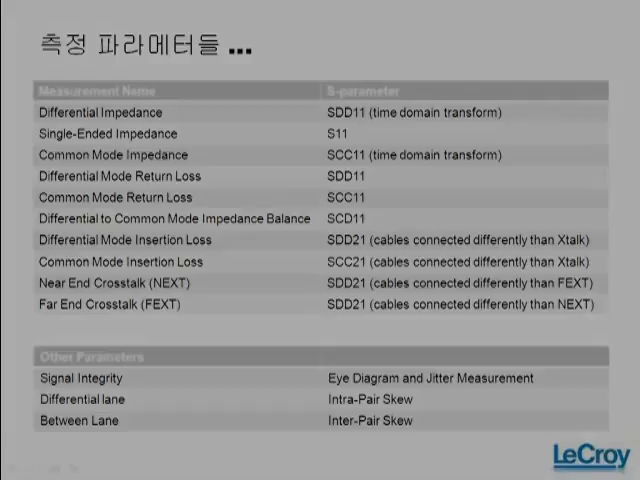 측정 파라메터들 ...
Measurement Name S-parameter
Differential Impedance SDD11 (time domain transform)
Single-Ended Impedance S11
Common Mode Impedance SCC11 (time domain transform)
Differential Mode Return Loss SDD11
Common Mode Return Loss SCC11
Differential to Common Mode Impedance Balance SCD11
Differential Mode Insertion Loss SDD21 (cables connected differently than Xtalk)
Common Mode Insertion Loss SCC21 (cables connected differently than Xtalk)
Near End Crosstalk (NEXT) SDD21 (cables connected differently than FEXT)
Far End Crosstalk (FEXT) SDD21 (cables connected differently than NEXT)
Other Parameters
Signal Integrity Eye Diagram and Jitter Measurement
Differential lane Intra-Pair Skew
Between Lane Inter-Pair Skew
LeCroy